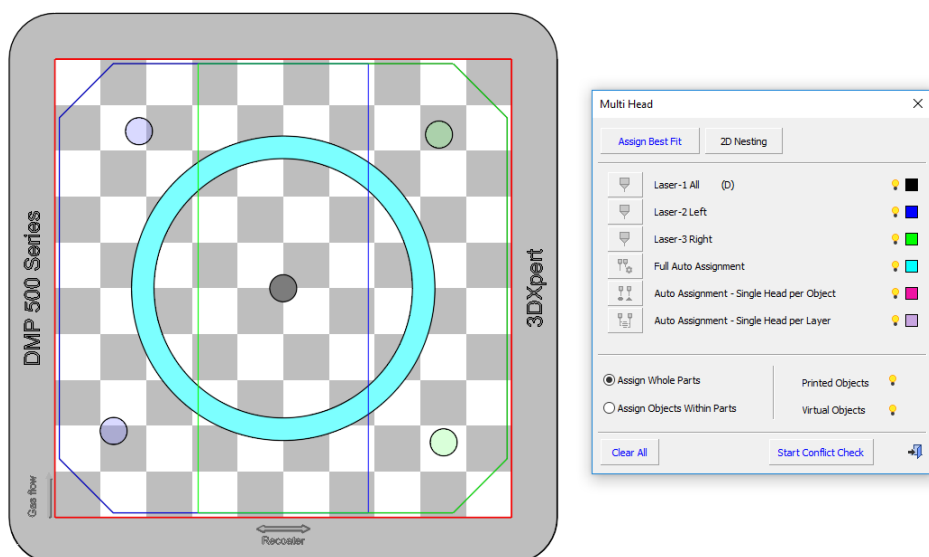 DMP 500 Series
3DXpert
Gas flow
Recoater
Multi Head
Assign Best Fit
2D Nesting
Laser-1 All (D)
Laser-2 Left
Laser-3 Right
Full Auto Assignment
Auto Assignment - Single Head per Object
Auto Assignment - Single Head per Layer
Assign Whole Parts
Printed Objects
Assign Objects Within Parts
Virtual Objects
Clear All
Start Conflict Check